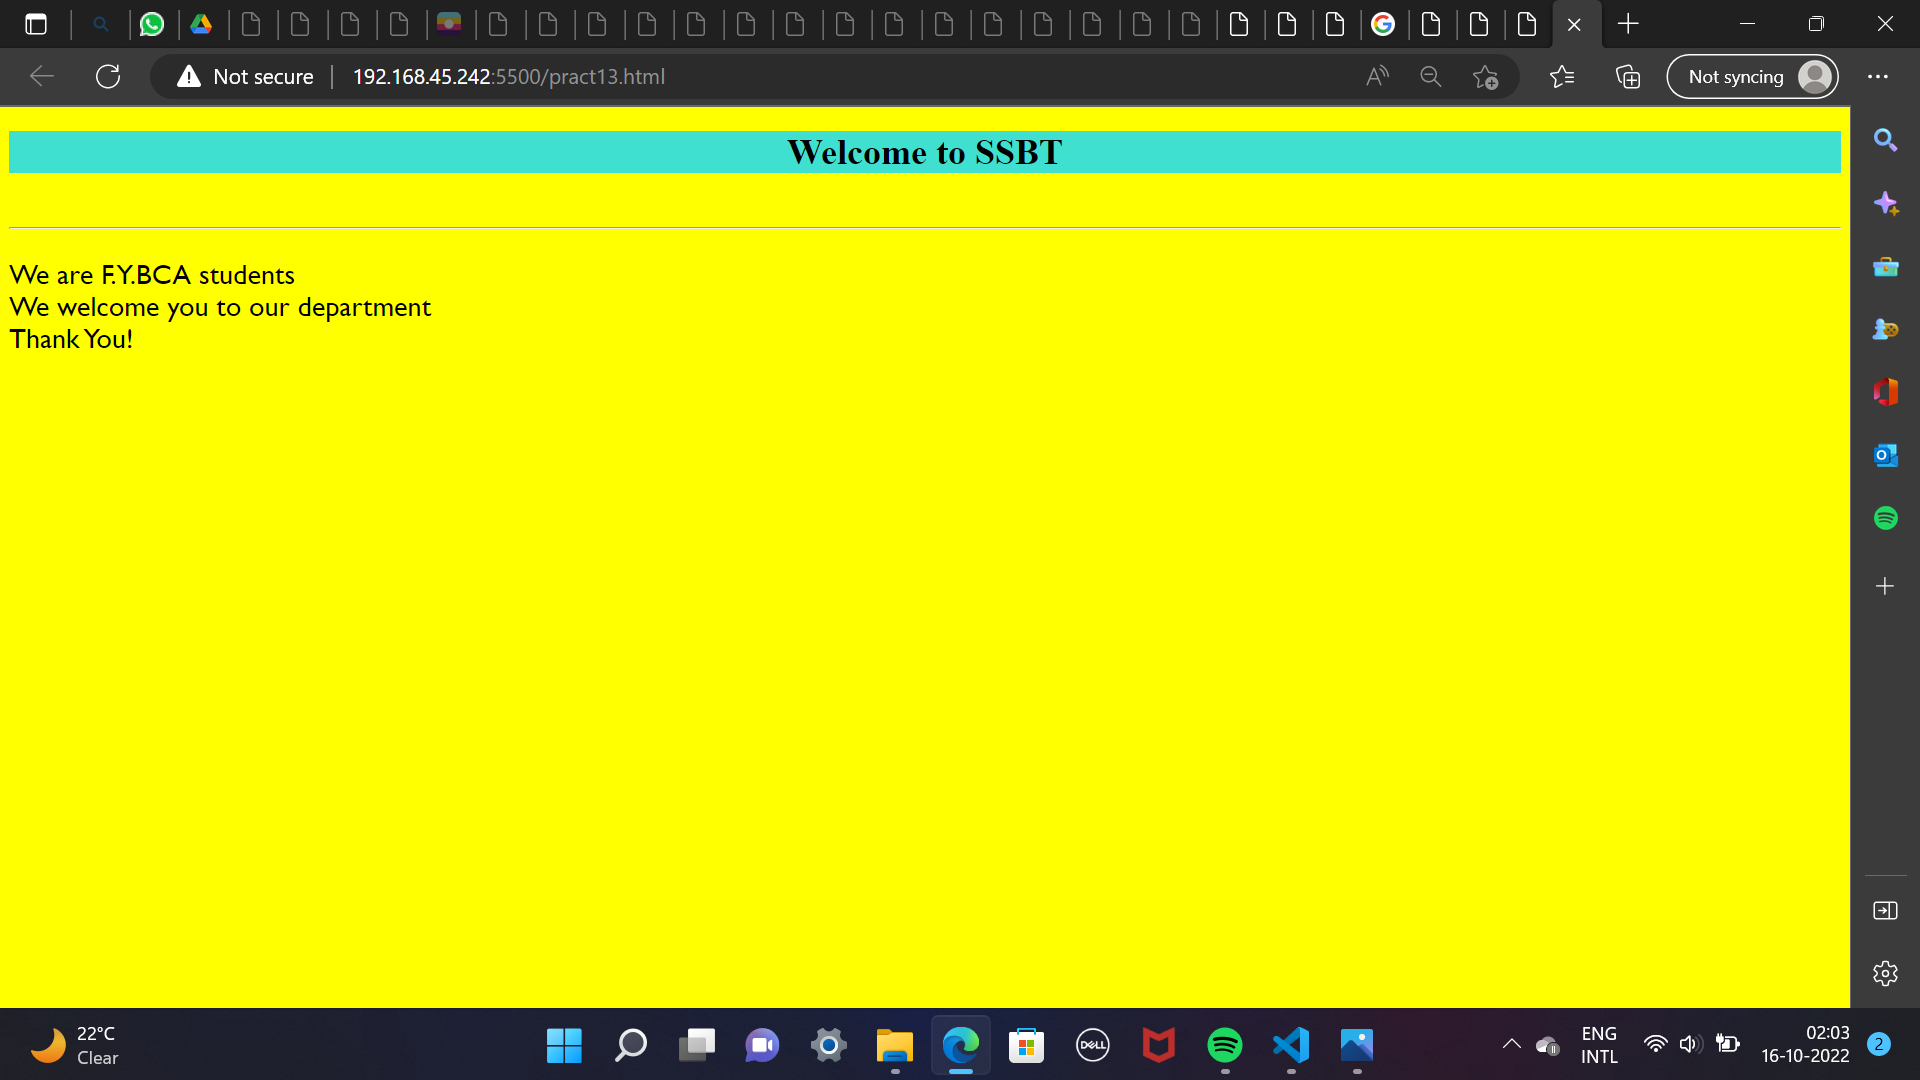 Not secure
192.168.45.242:5500/pract13.html
Not syncing
Welcome to SSBT
We are F.Y.BCA students
We welcome you to our department
Thank You!
22°C
Clear
DELL
ENG
INTL
02:03
16-10-2022
2